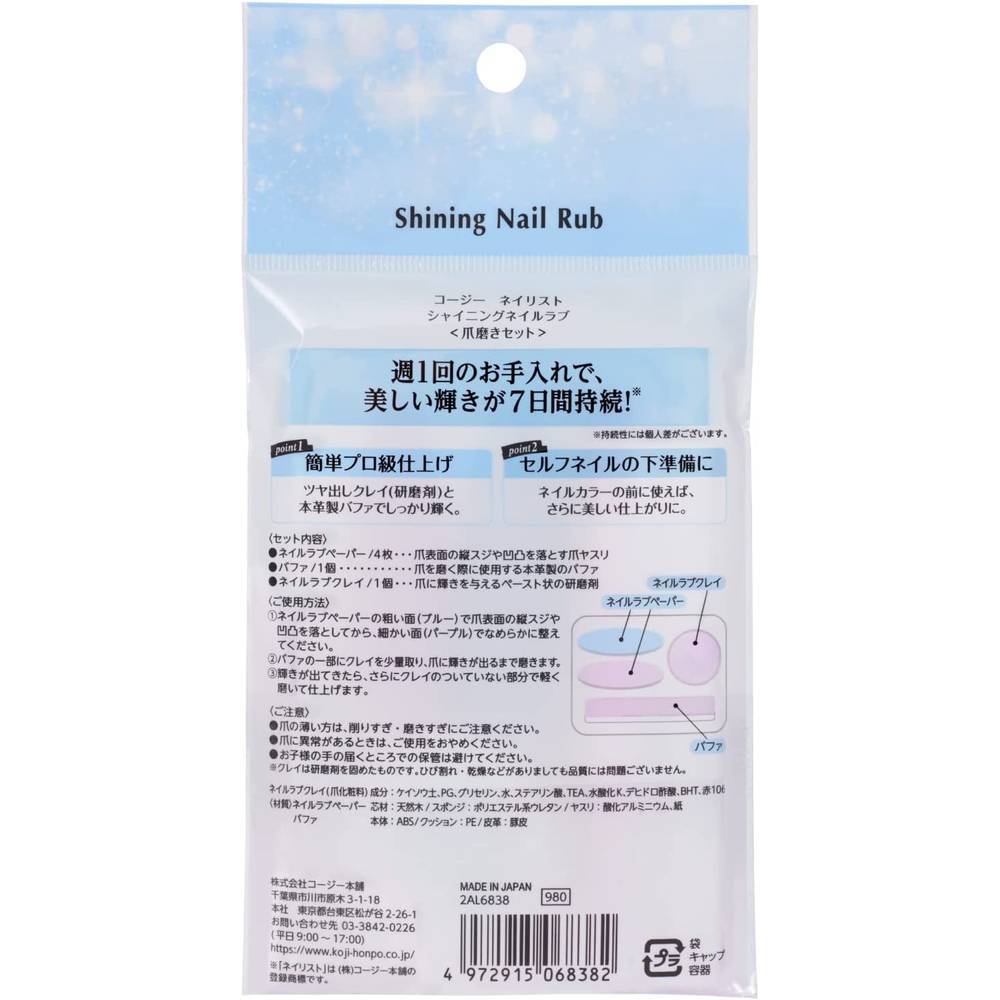 Shining Nail Rub
コージー ネイリスト
シャイニングネイルラブ
<爪磨きセット>
週1回のお手入れで、
美しい輝きが7日間持続!※
※持続性には個人差がございます。
point1
簡単プロ級仕上げ
ツヤ出しクレイ(研磨剤)と
本革製バファでしっかり輝く。
point2
セルフネイルの下準備に
ネイルカラーの前に使えば、
さらに美しい仕上がりに。
〈セット内容〉
●ネイルラブペーパー/4枚・・・爪表面の縦スジや凹凸を落とす爪ヤスリ
●バファ/1個・・・・・・・・・・・爪を磨く際に使用する本革製のバファ
●ネイルラブクレイ/1個・・・爪に輝きを与えるペースト状の研磨剤
〈ご使用方法〉
①ネイルラブペーパーの粗い面(ブルー)で爪表面の縦スジや
凹凸を落としてから、細かい面(パープル)でなめらかに整え
てください。
②バファの一部にクレイを少量取り、爪に輝きが出るまで磨きます。
③輝きが出てきたら、さらにクレイのついていない部分で軽く
磨いて仕上げます。
ネイルラブクレイ
ネイルラブペーパー
バファ
〈ご注意〉
●爪の薄い方は、削りすぎ・磨きすぎにご注意ください。
●爪に異常があるときは、ご使用をおやめください。
●お子様の手の届くところでの保管は避けてください。
※クレイは研磨剤を固めたものです。ひび割れ・乾燥などがありましても品質には問題ございません。
ネイルラブクレイ(爪化粧料) 成分:ケイソウ土、PG、グリセリン、水、ステアリン酸、TEA、水酸化K、デヒドロ酢酸、BHT、赤106
(材質)ネイルラブペーパー 芯材:天然木/スポンジ:ポリエステル系ウレタン/ヤスリ:酸化アルミニウム、紙
バファ 本体:ABS/クッション:PE/皮革:豚皮
株式会社コージー本舗
千葉県市川市原木3-1-18
本社 東京都台東区松が谷2-26-1
お問い合わせ先 03-3842-0226
(平日9:00～17:00)
https://www.koji-honpo.co.jp/
※「ネイリスト」は(株)コージー本舗の
登録商標です。
MADE IN JAPAN
2AL6838 980
4 972915 068382
プラ
袋
キャップ
容器